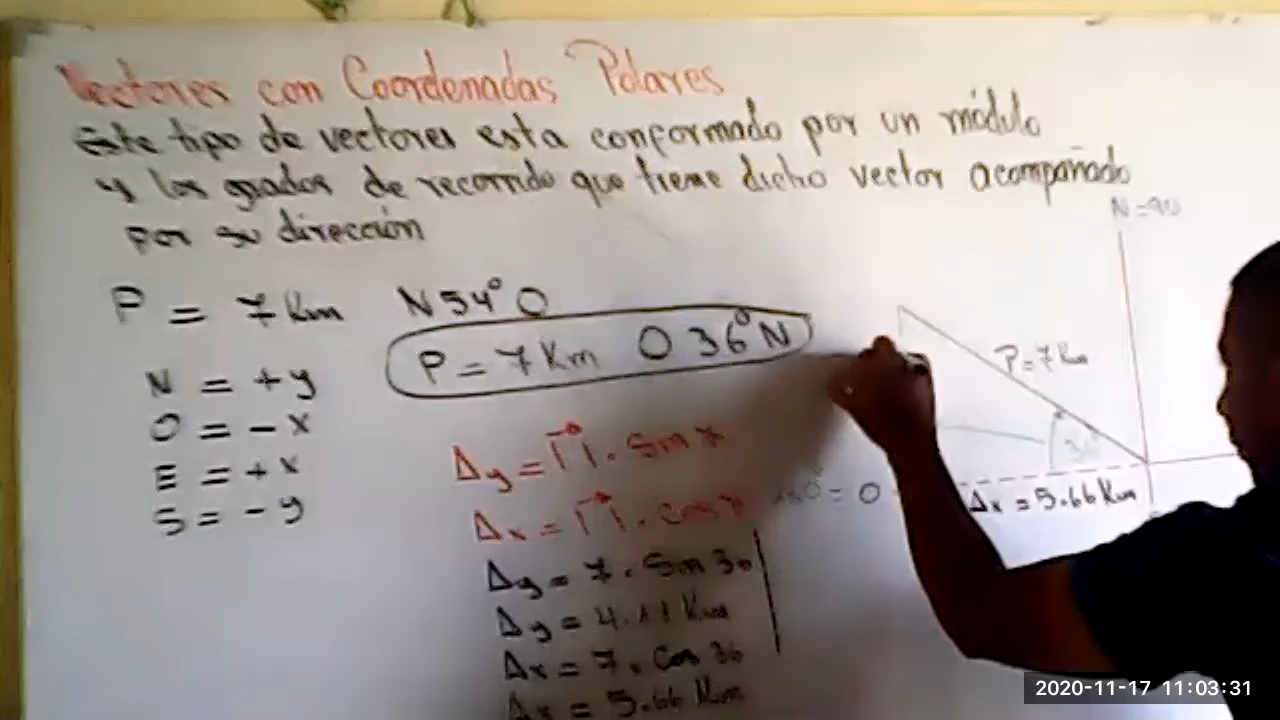 Vectores con Coordenadas Polares
Este tipo de vectores esta conformado por un módulo
y los grados de recorrido que tiene dicho vector acompañado
por su dirección
P = 7 Km N54°O
P = 7 Km O 36°N
N = +y
O = -x
E = +x
S = -y
Δy = |r⃗|. Sen
Δx = |r⃗|. cos
Δy = 7. Sen 36
Δy = 4.11 Km
Δx = 7. Cos 36
Δx = 5.66 Km
N=90
P=7 Km
36°
= O
Δx = 5.66 Km
2020-11-17 11:03:31